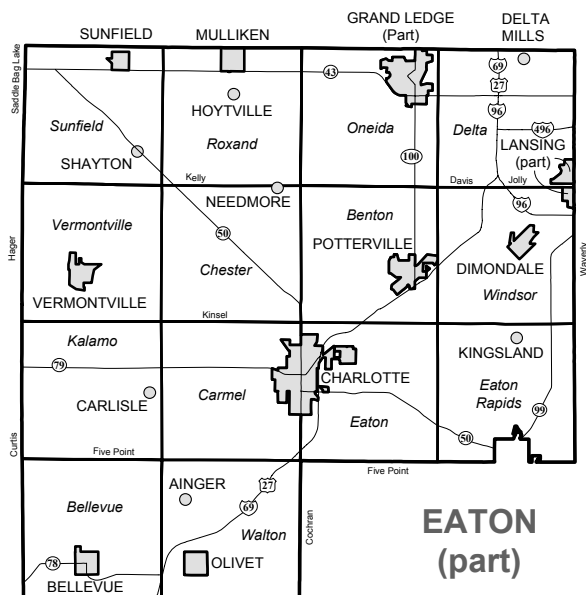 SUNFIELD
MULLIKEN
GRAND LEDGE
(Part)
DELTA
MILLS
Saddle Bag Lake
43
69
27
96
HOYTVILLE
Sunfield
Roxand
Oneida
Delta
496
LANSING
(part)
SHAYTON
100
Kelly
Davis
Jolly
NEEDMORE
96
Vermontville
Benton
50
POTTERVILLE
Hager
Waverly
Chester
DIMONDALE
VERMONTVILLE
Windsor
Kinsel
Kalamo
KINGSLAND
79
CHARLOTTE
CARLISLE
Carmel
Eaton
Rapids
99
Eaton
50
Curtis
Five Point
Five Point
AINGER
27
69
Bellevue
Walton
Cochran
EATON
(part)
78
OLIVET
BELLEVUE